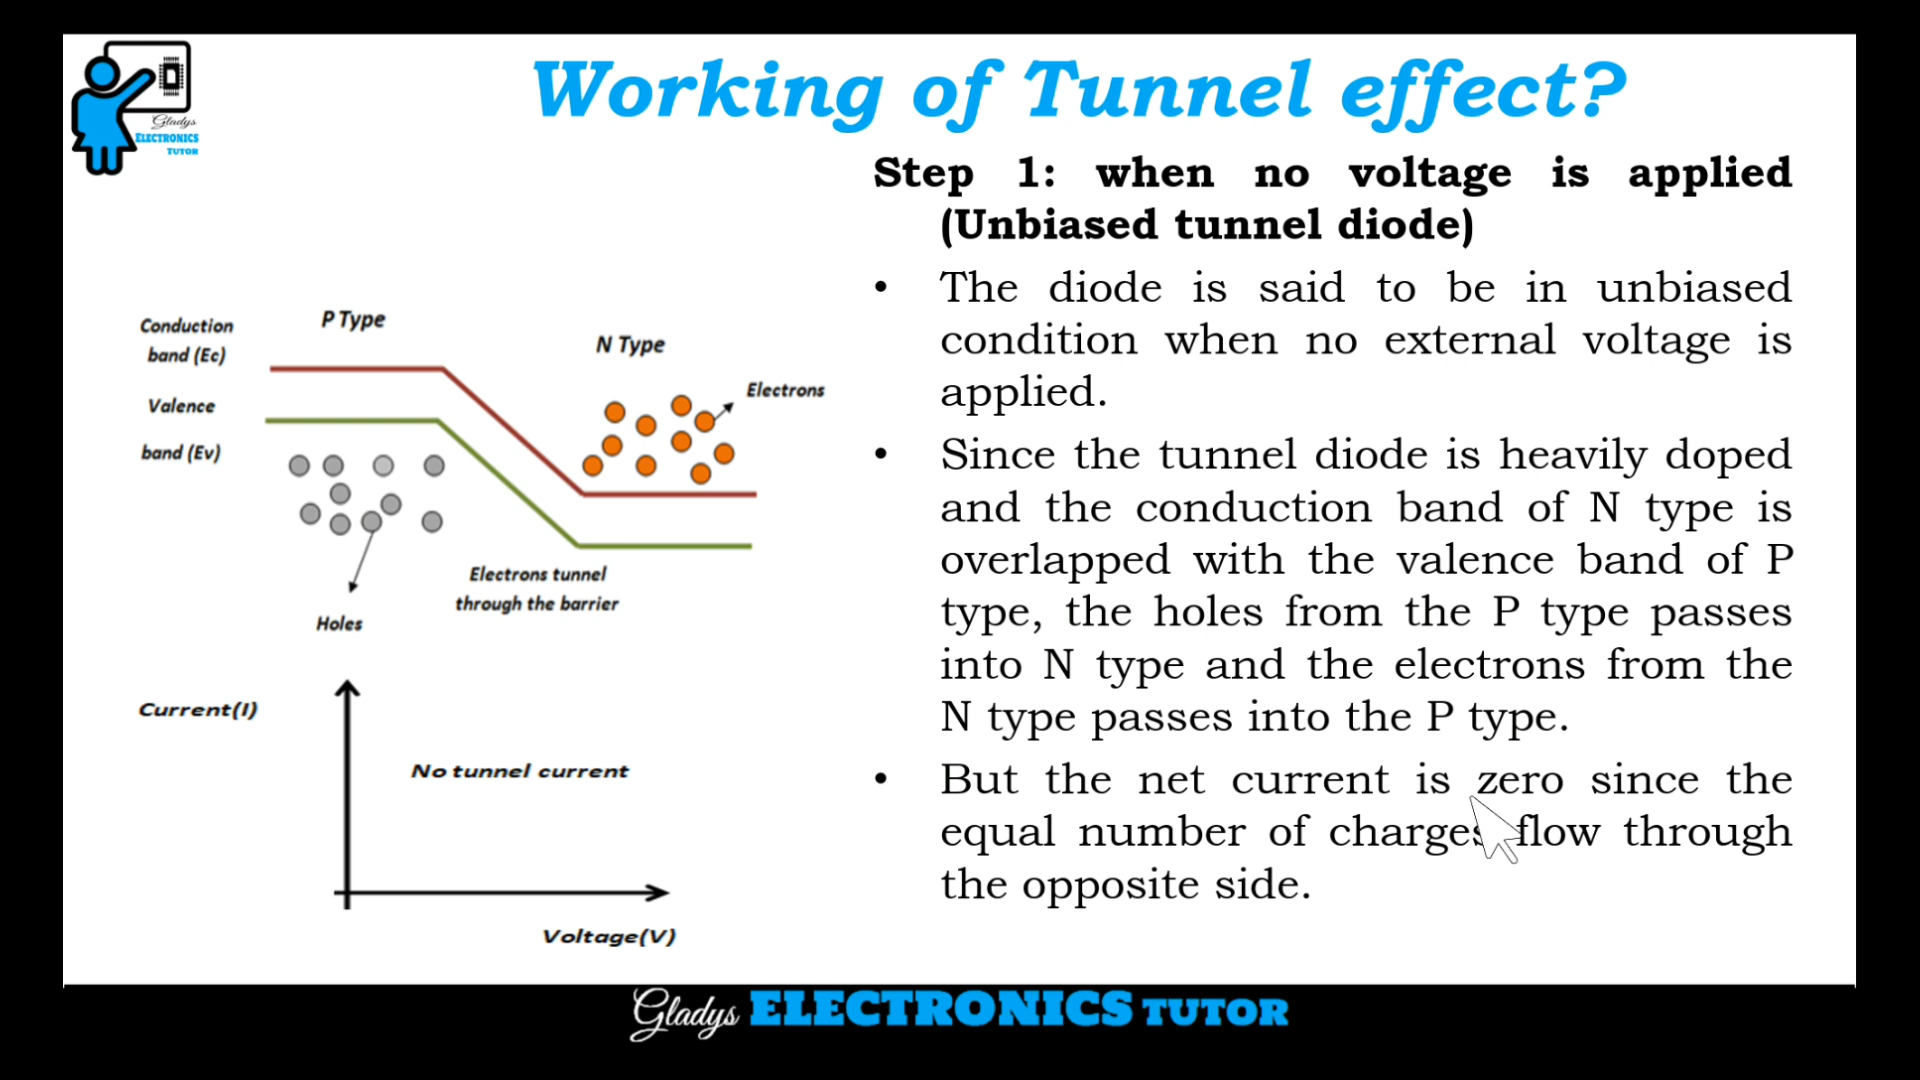 Working of Tunnel effect?
Gladys
ELECTRONICS
TUTOR
Step 1: when no voltage is applied
(Unbiased tunnel diode)
• The diode is said to be in unbiased
condition when no external voltage is
applied.
• Since the tunnel diode is heavily doped
and the conduction band of N type is
overlapped with the valence band of P
type, the holes from the P type passes
into N type and the electrons from the
N type passes into the P type.
• But the net current is zero since the
equal number of charges flow through
the opposite side.
Conduction
band (Ec)
P Type
N Type
Valence
band (Ev)
Electrons
Electrons tunnel
through the barrier
Holes
Current(I)
No tunnel current
Voltage(V)
Gladys ELECTRONICS TUTOR